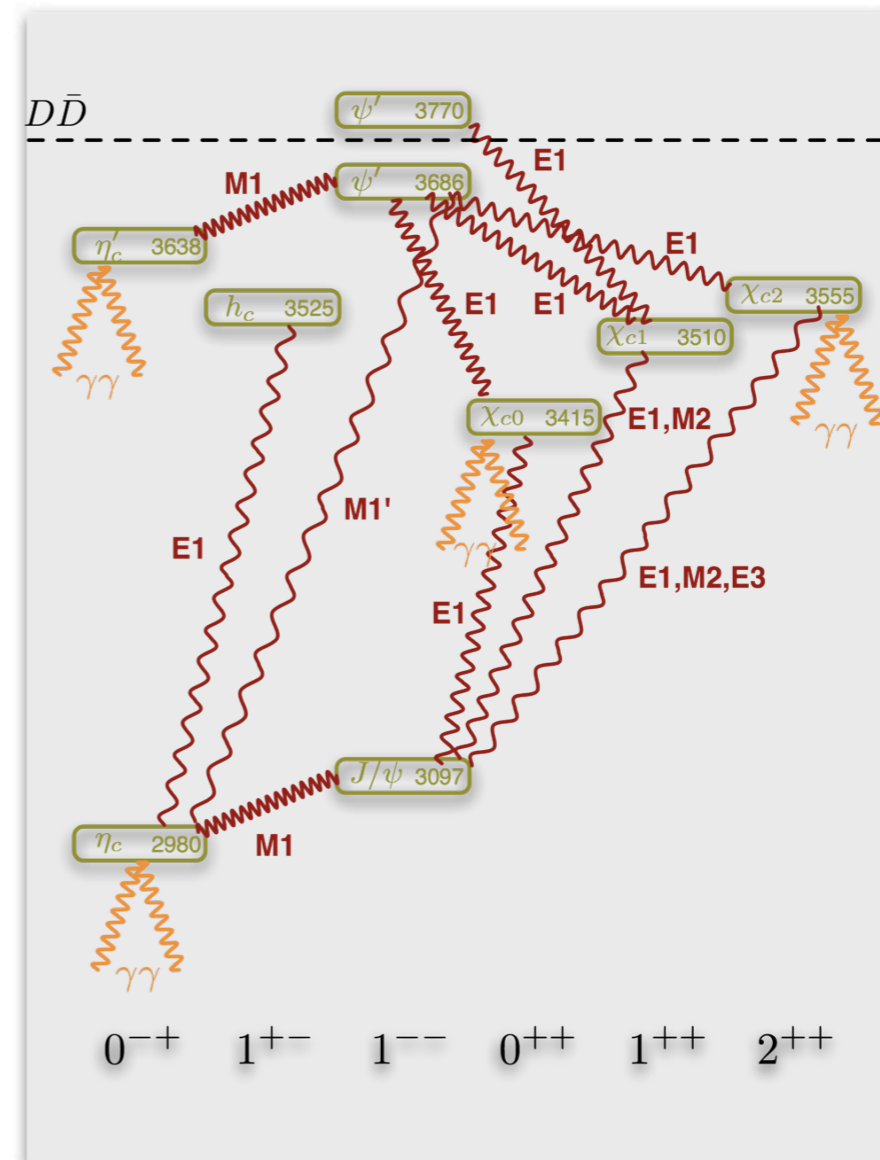 DD̄
ψ′ 3770
E1
ψ′ 3686
M1
η′c 3638
E1
χc2 3555
hc 3525
E1
E1
χc1 3510
γγ
χc0 3415
E1,M2
γγ
M1'
E1
γγ
E1,M2,E3
E1
J/ψ 3097
ηc 2980
M1
γγ
0−+ 1+− 1−− 0++ 1++ 2++